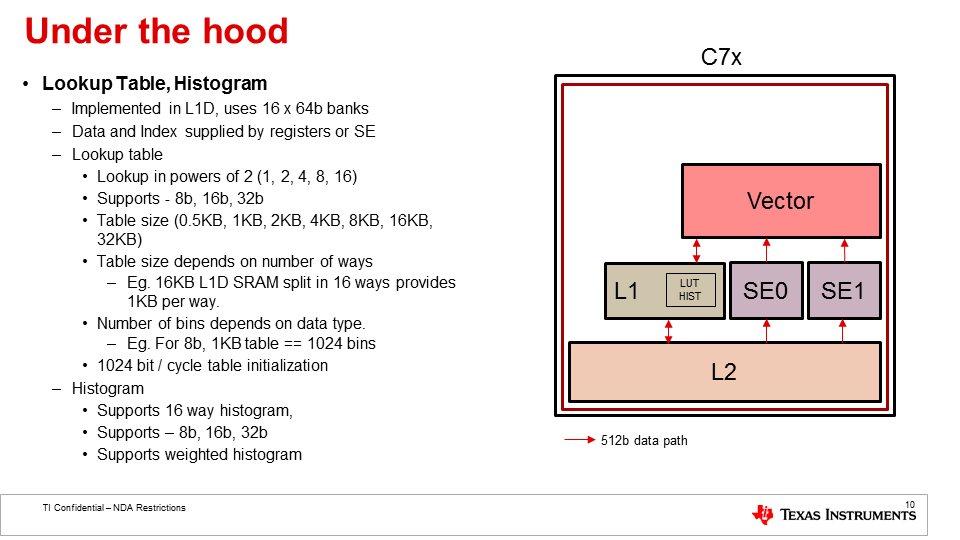 Under the hood
• Lookup Table, Histogram
– Implemented in L1D, uses 16 x 64b banks
– Data and Index supplied by registers or SE
– Lookup table
• Lookup in powers of 2 (1, 2, 4, 8, 16)
• Supports - 8b, 16b, 32b
• Table size (0.5KB, 1KB, 2KB, 4KB, 8KB, 16KB,
32KB)
• Table size depends on number of ways
– Eg. 16KB L1D SRAM split in 16 ways provides
1KB per way.
• Number of bins depends on data type.
– Eg. For 8b, 1KB table == 1024 bins
• 1024 bit / cycle table initialization
– Histogram
• Supports 16 way histogram,
• Supports – 8b, 16b, 32b
• Supports weighted histogram
C7x
Vector
L1
LUT
HIST
SE0
SE1
L2
512b data path
TI Confidential – NDA Restrictions
10
TEXAS INSTRUMENTS